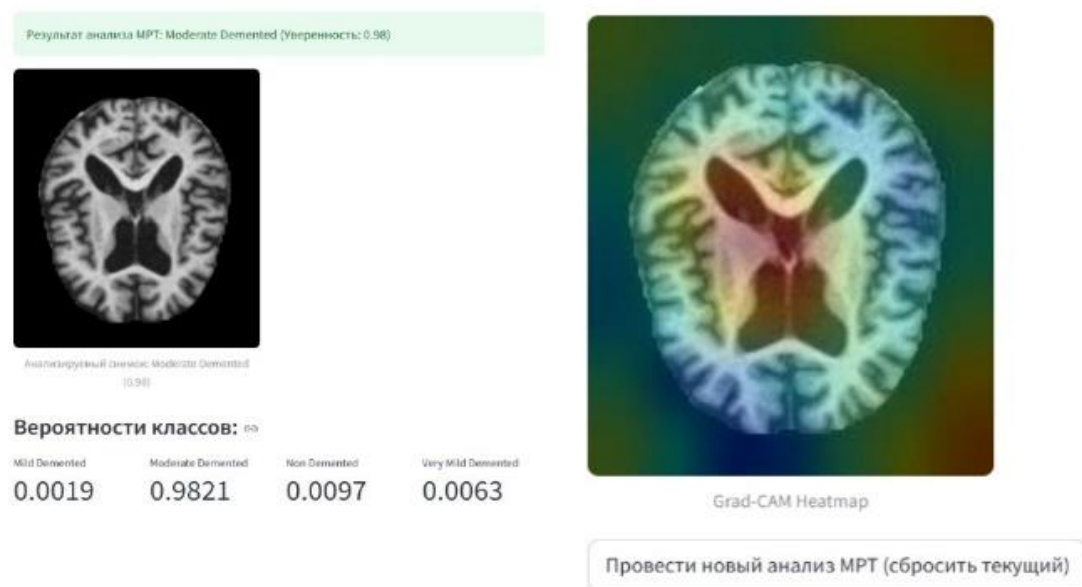 Результат анализа МРТ: Moderate Demented (Уверенность: 0.98)
Анализируемый снимок: Moderate Demented
(0.98)
Вероятности классов:
Mild Demented
0.0019
Moderate Demented
0.9821
Non Demented
0.0097
Very Mild Demented
0.0063
Grad-CAM Heatmap
Провести новый анализ МРТ (сбросить текущий)